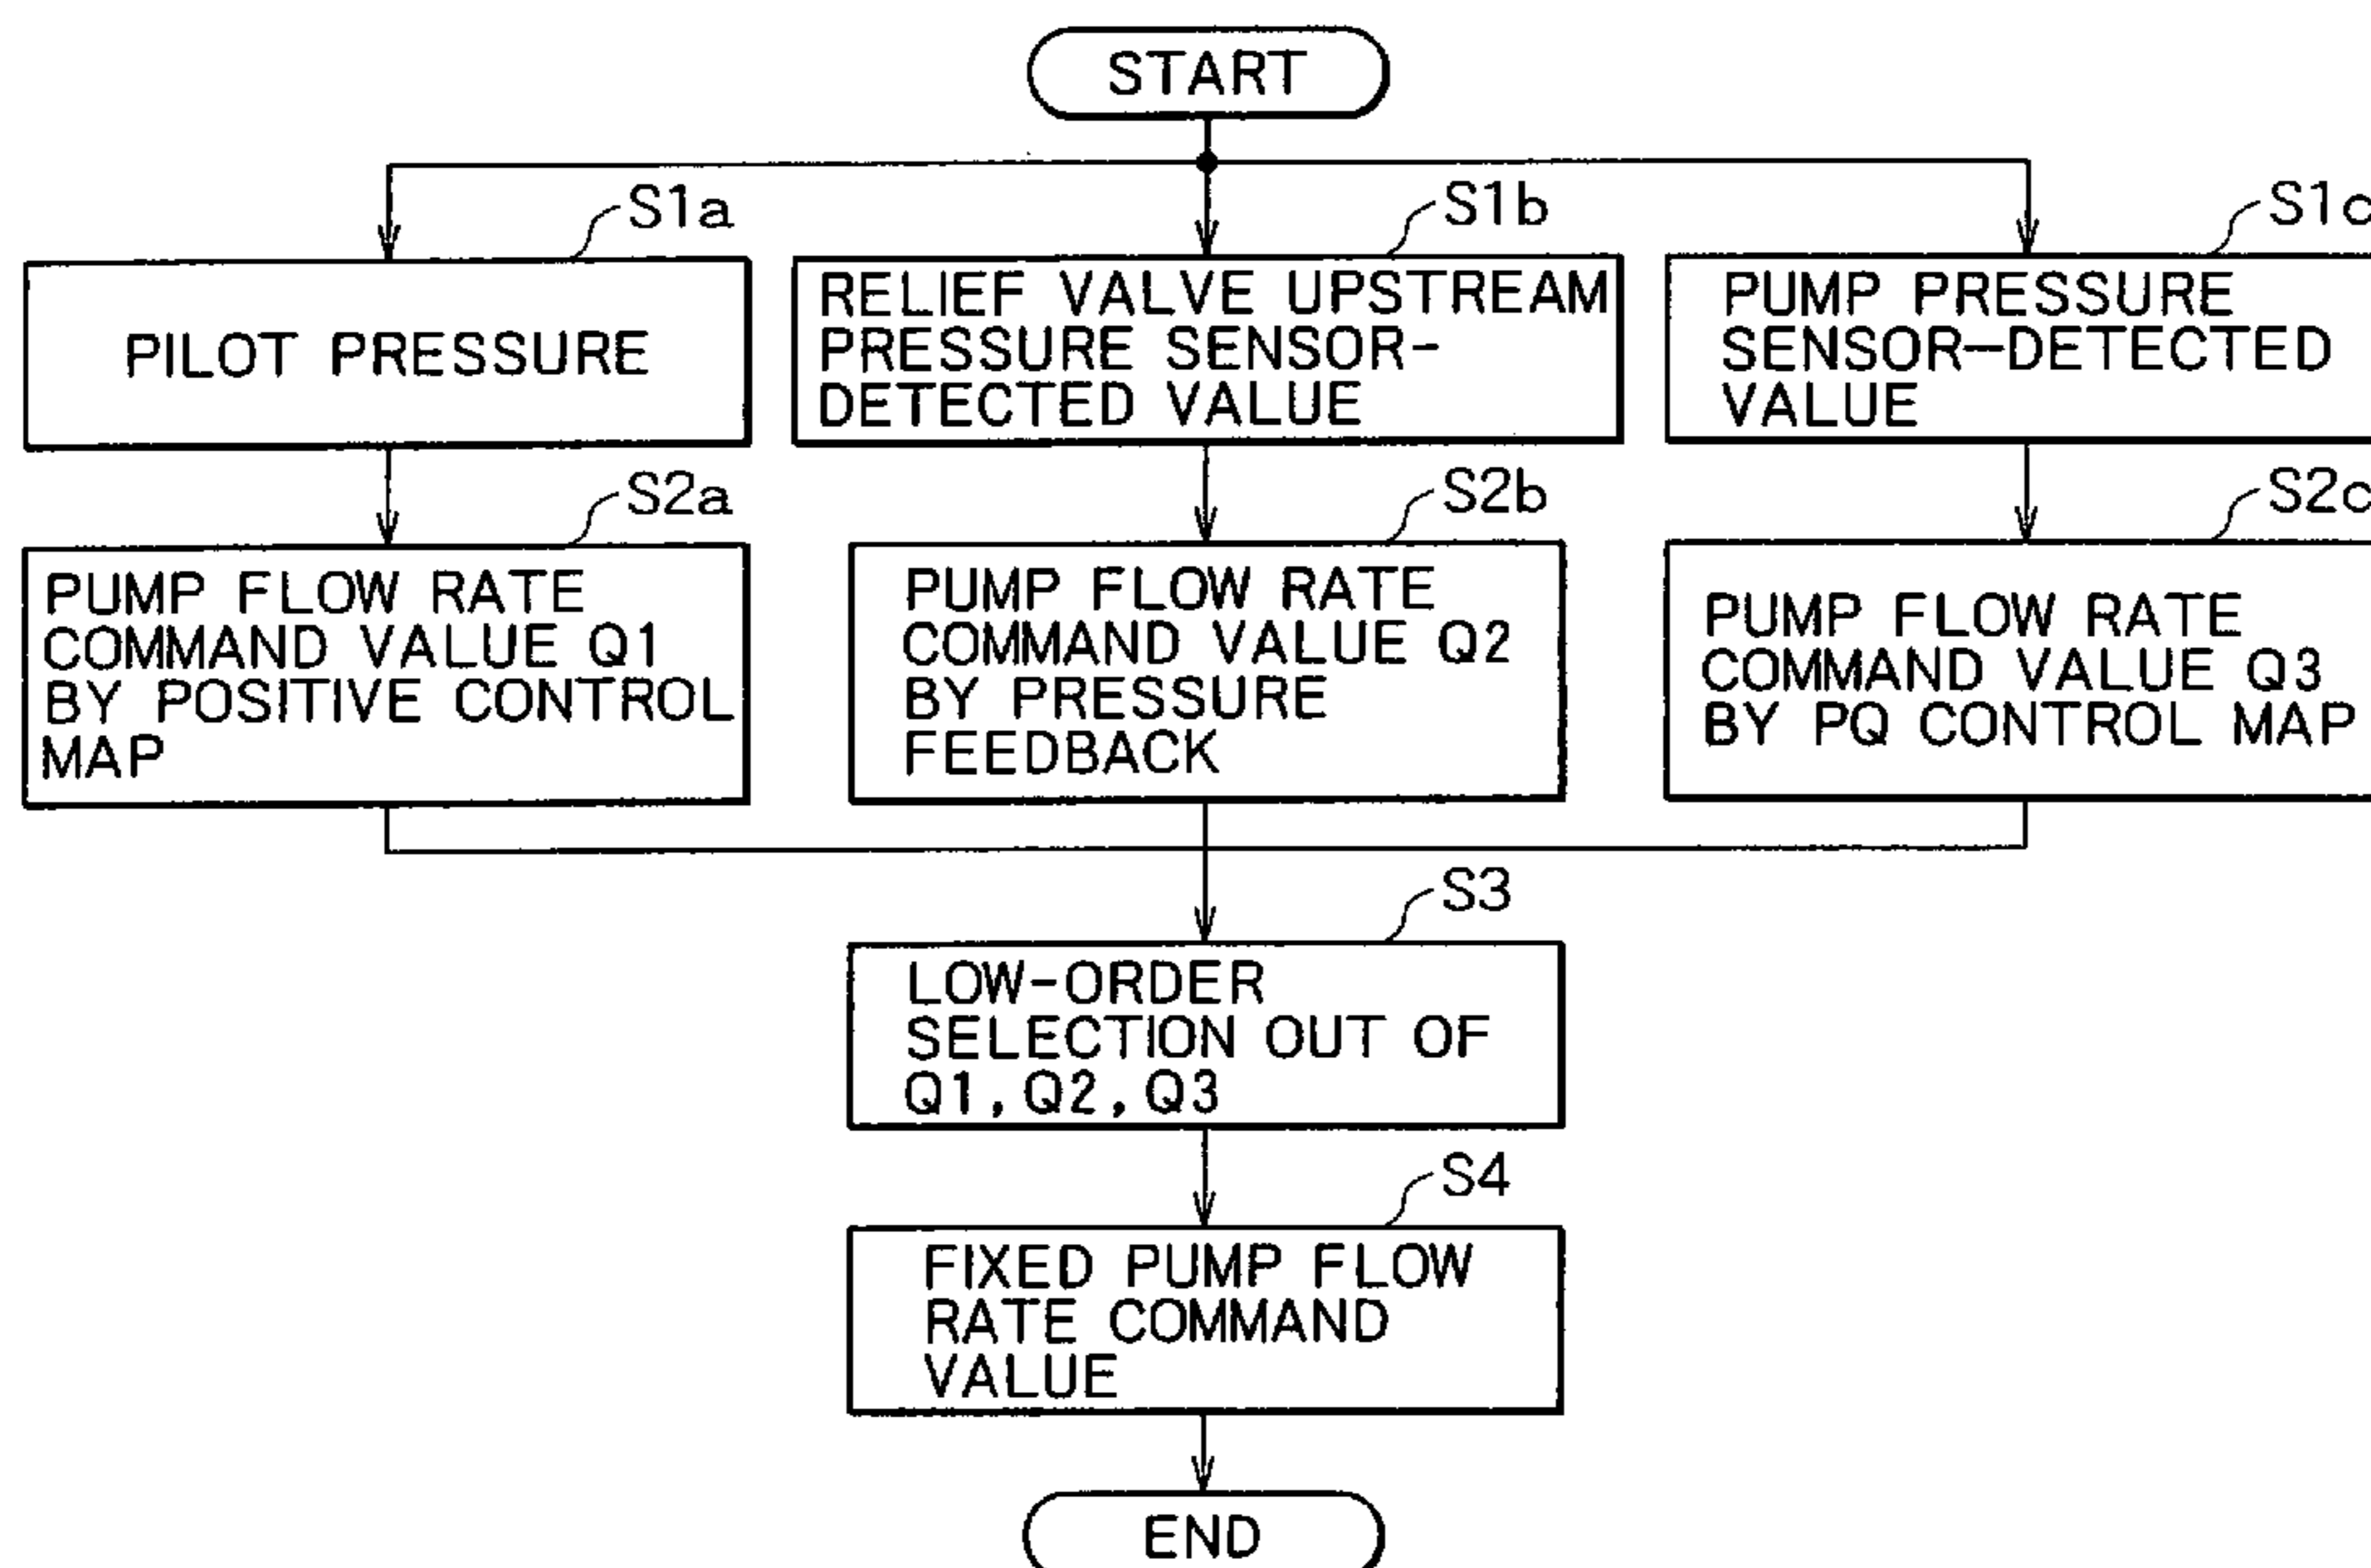 START
S1a
PILOT PRESSURE
S1b
RELIEF VALVE UPSTREAM
PRESSURE SENSOR-
DETECTED VALUE
S1c
PUMP PRESSURE
SENSOR-DETECTED
VALUE
S2a
PUMP FLOW RATE
COMMAND VALUE Q1
BY POSITIVE CONTROL
MAP
S2b
PUMP FLOW RATE
COMMAND VALUE Q2
BY PRESSURE
FEEDBACK
S2c
PUMP FLOW RATE
COMMAND VALUE Q3
BY PQ CONTROL MAP
S3
LOW-ORDER
SELECTION OUT OF
Q1, Q2, Q3
S4
FIXED PUMP FLOW
RATE COMMAND
VALUE
END